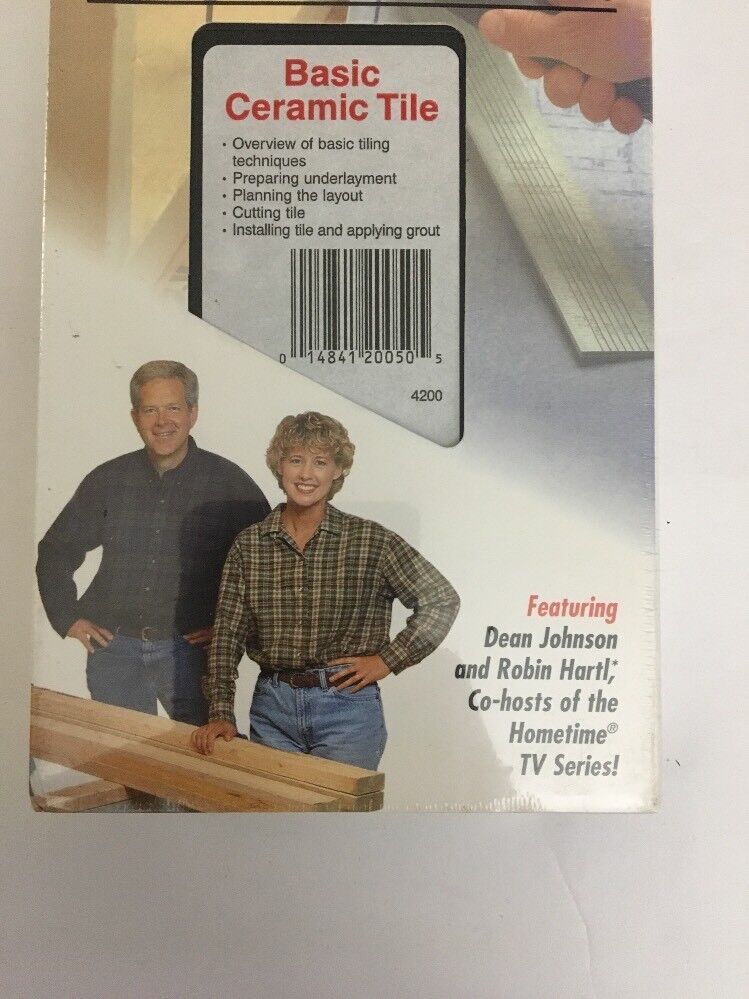 Basic
Ceramic Tile
• Overview of basic tiling
techniques
• Preparing underlayment
• Planning the layout
• Cutting tile
• Installing tile and applying grout
0 14841 20050 5
4200
Featuring
Dean Johnson
and Robin Hartl,*
Co-hosts of the
Hometime®
TV Series!